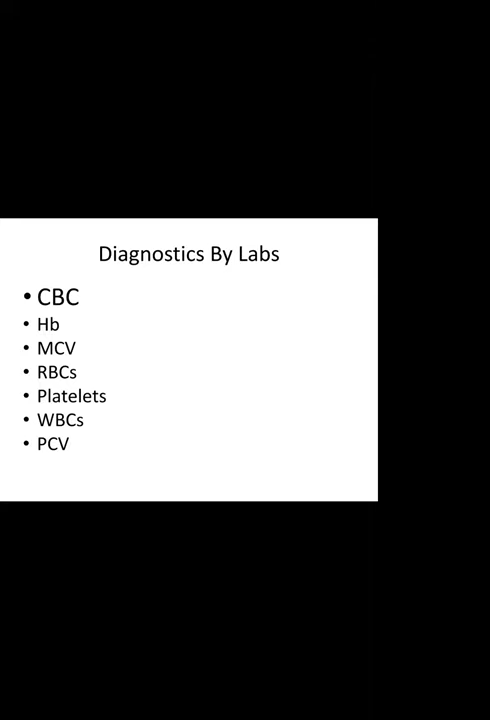 Diagnostics By Labs
• CBC
• Hb
• MCV
• RBCs
• Platelets
• WBCs
• PCV